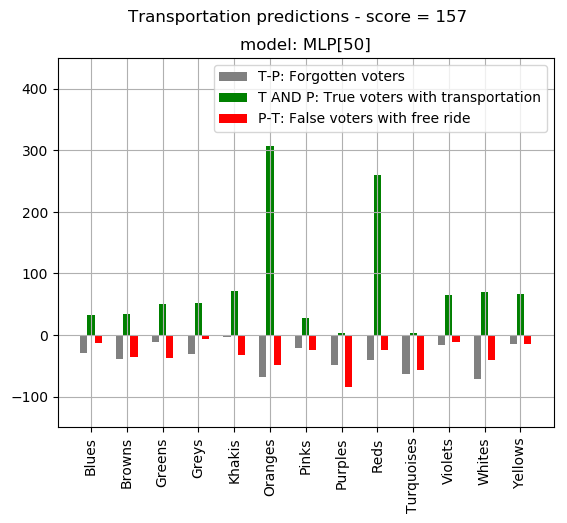 Transportation predictions - score = 157
model: MLP[50]
T-P: Forgotten voters
T AND P: True voters with transportation
P-T: False voters with free ride
400
300
200
100
0
−100
Blues
Browns
Greens
Greys
Khakis
Oranges
Pinks
Purples
Reds
Turquoises
Violets
Whites
Yellows